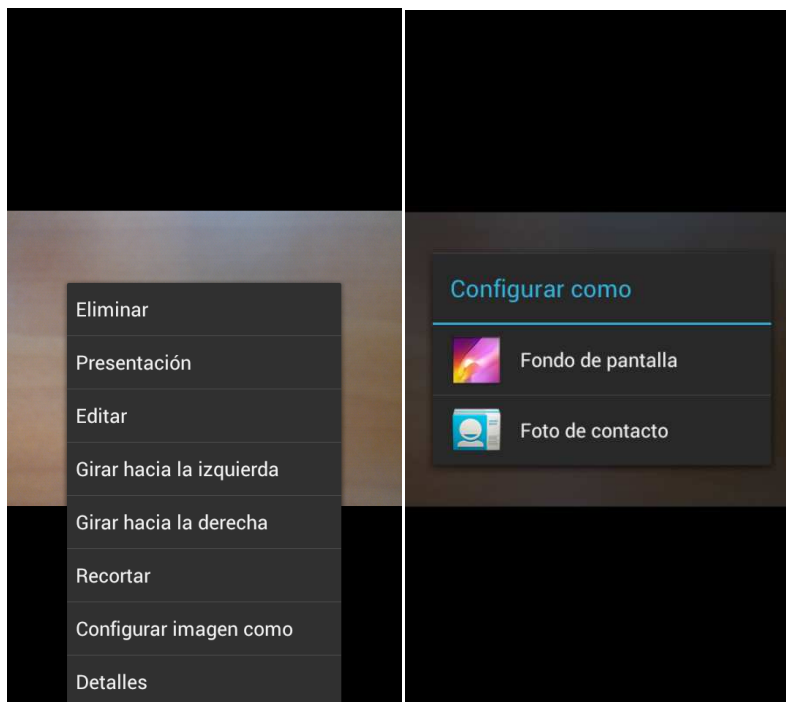 Eliminar
Presentación
Editar
Girar hacia la izquierda
Girar hacia la derecha
Recortar
Configurar imagen como
Detalles
Configurar como
Fondo de pantalla
Foto de contacto